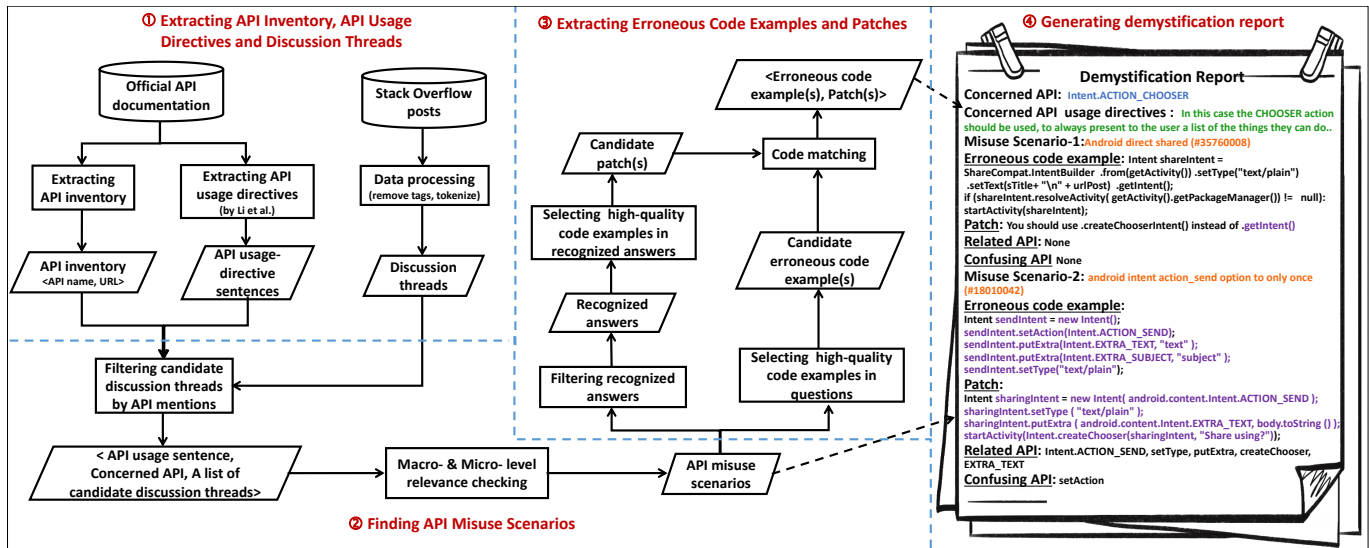 ① Extracting API Inventory, API Usage
Directives and Discussion Threads
Official API
documentation
Stack Overflow
posts
Extracting
API inventory
Extracting API
usage directives
(by Li et al.)
Data processing
(remove tags, tokenize)
API inventory
<API name, URL>
API usage-
directive
sentences
Discussion
threads
Filtering candidate
discussion threads
by API mentions
< API usage sentence,
Concerned API, A list of
candidate discussion threads>
Macro- & Micro- level
relevance checking
API misuse
scenarios
② Finding API Misuse Scenarios
③ Extracting Erroneous Code Examples and Patches
<Erroneous code
example(s), Patch(s)>
Candidate
patch(s)
Code matching
Selecting high-quality
code examples in
recognized answers
Candidate
erroneous code
example(s)
Recognized
answers
Filtering recognized
answers
Selecting high-quality
code examples in
questions
④ Generating demystification report
Demystification Report
Concerned API: Intent.ACTION_CHOOSER
Concerned API usage directives : In this case the CHOOSER action
should be used, to always present to the user a list of the things they can do..
Misuse Scenario-1:Android direct shared (#35760008)
Erroneous code example: Intent shareIntent =
ShareCompat.IntentBuilder .from(getActivity()) .setType("text/plain")
.setText(sTitle+ "\n" + urlPost) .getIntent();
if (shareIntent.resolveActivity( getActivity().getPackageManager()) != null):
startActivity(shareIntent);
Patch: You should use .createChooserIntent() instead of .getIntent()
Related API: None
Confusing API None
Misuse Scenario-2: android intent action_send option to only once
(#18010042)
Erroneous code example:
Intent sendIntent = new Intent();
sendIntent.setAction(Intent.ACTION_SEND);
sendIntent.putExtra(Intent.EXTRA_TEXT, "text" );
sendIntent.putExtra(Intent.EXTRA_SUBJECT, "subject" );
sendIntent.setType("text/plain");
Patch:
Intent sharingIntent = new Intent( android.content.Intent.ACTION_SEND );
sharingIntent.setType ( "text/plain" );
sharingIntent.putExtra ( android.content.Intent.EXTRA_TEXT, body.toString () );
startActivity(Intent.createChooser(sharingIntent, "Share using?"));
Related API: Intent.ACTION_SEND, setType, putExtra, createChooser,
EXTRA_TEXT
Confusing API: setAction